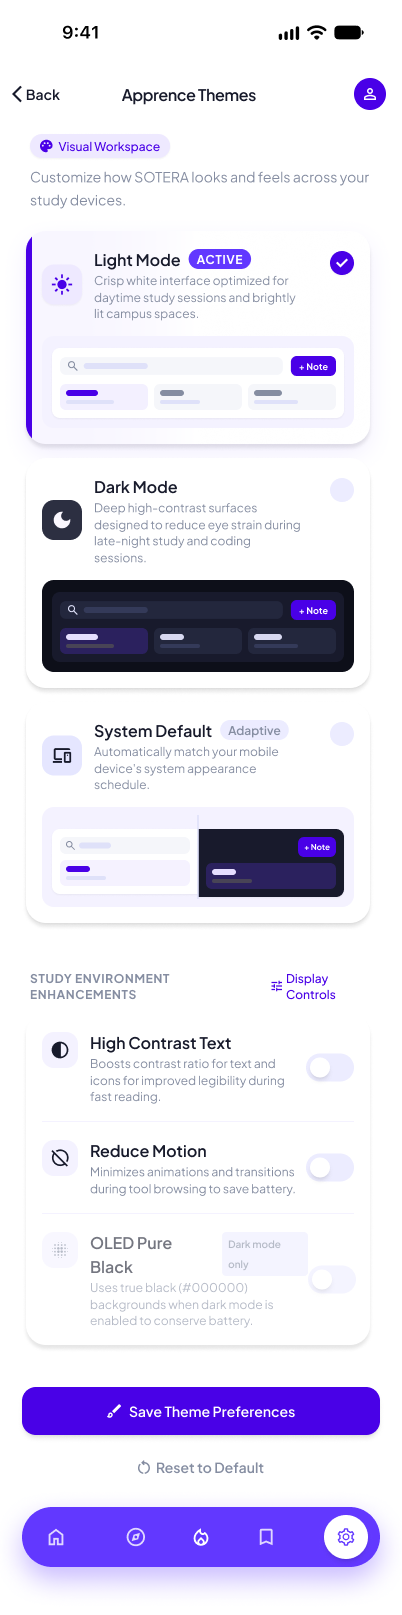 9:41
Back
Apprence Themes
Visual Workspace
Customize how SOTERA looks and feels across your
study devices.
Light Mode ACTIVE
Crisp white interface optimized for
daytime study sessions and brightly
lit campus spaces.
+ Note
Dark Mode
Deep high-contrast surfaces
designed to reduce eye strain during
late-night study and coding
sessions.
+ Note
System Default Adaptive
Automatically match your mobile
device's system appearance
schedule.
+ Note
STUDY ENVIRONMENT
ENHANCEMENTS
Display
Controls
High Contrast Text
Boosts contrast ratio for text and
icons for improved legibility during
fast reading.
Reduce Motion
Minimizes animations and transitions
during tool browsing to save battery.
OLED Pure
Black
Dark mode
only
Uses true black (#000000)
backgrounds when dark mode is
enabled to conserve battery.
Save Theme Preferences
Reset to Default